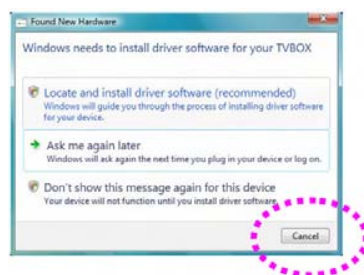 Found New Hardware
Windows needs to install driver software for your TVBOX
Locate and install driver software (recommended)
Windows will guide you through the process of installing driver software
for your device.
Ask me again later
Windows will ask again the next time you plug in your device or log on.
Don't show this message again for this device
Your device will not function until you install driver software.
Cancel